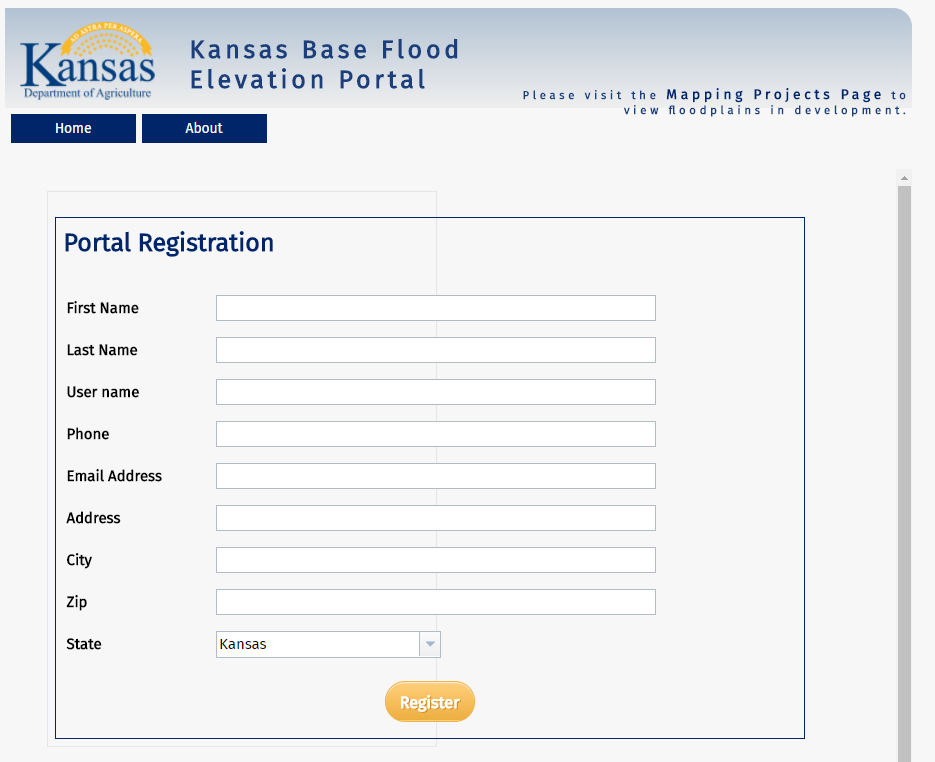 AD ASTRA PER ASPERA
Kansas
Department of Agriculture
Kansas Base Flood
Elevation Portal
Please visit the Mapping Projects Page to
view floodplains in development.
Home
About
Portal Registration
First Name
Last Name
User name
Phone
Email Address
Address
City
Zip
State
Kansas
Register